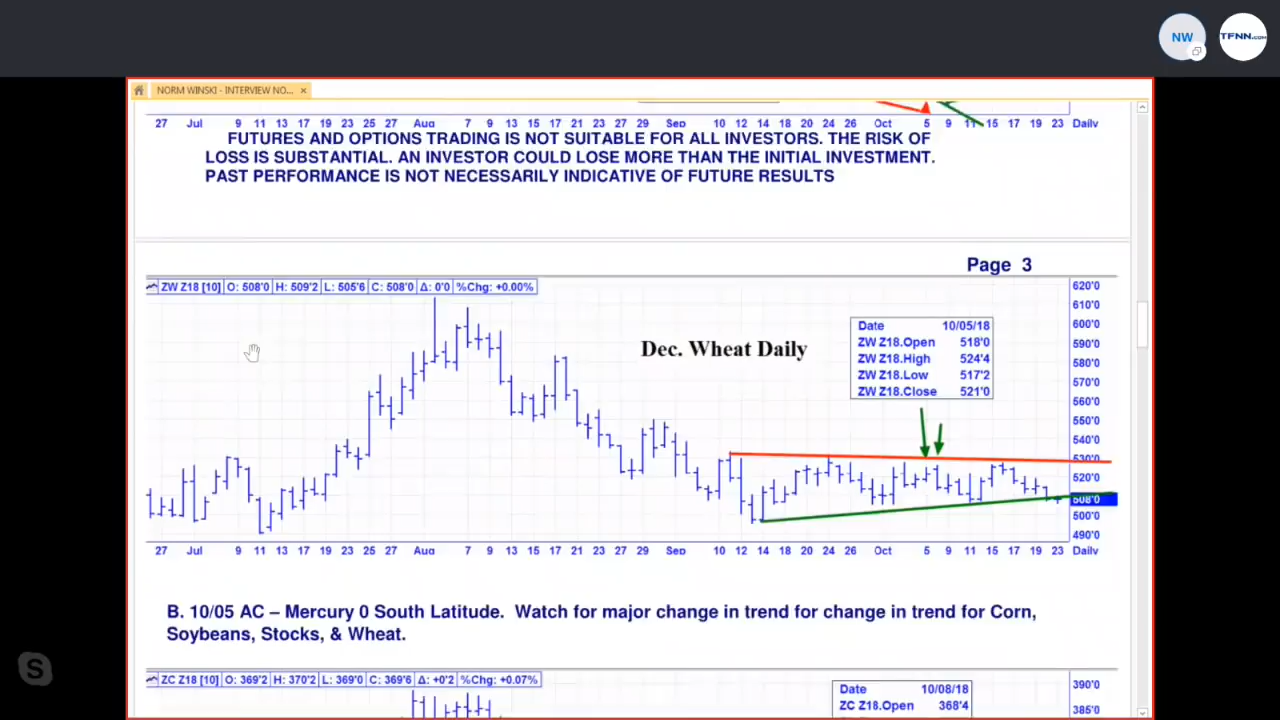 NW
TFNN.COM
NORM WINSKI - INTERVIEW NO... ×
27 Jul 9 11 13 17 19 23 25 27 Aug 7 9 13 15 17 21 23 27 29 Sep 10 12 14 18 20 24 26 Oct 5 9 11 15 17 19 23 Daily
FUTURES AND OPTIONS TRADING IS NOT SUITABLE FOR ALL INVESTORS. THE RISK OF
LOSS IS SUBSTANTIAL. AN INVESTOR COULD LOSE MORE THAN THE INITIAL INVESTMENT.
PAST PERFORMANCE IS NOT NECESSARILY INDICATIVE OF FUTURE RESULTS
Page 3
ZW Z18 [10] O: 508'0 H: 509'2 L: 505'6 C: 508'0 Δ: 0'0 %Chg: +0.00%
620'0
610'0
600'0
590'0
580'0
570'0
560'0
550'0
540'0
530'0
520'0
508'0
500'0
490'0
Dec. Wheat Daily
Date 10/05/18
ZW Z18.Open 518'0
ZW Z18.High 524'4
ZW Z18.Low 517'2
ZW Z18.Close 521'0
27 Jul 9 11 13 17 19 23 25 27 Aug 7 9 13 15 17 21 23 27 29 Sep 10 12 14 18 20 24 26 Oct 5 9 11 15 17 19 23 Daily
B. 10/05 AC – Mercury 0 South Latitude. Watch for major change in trend for change in trend for Corn,
Soybeans, Stocks, & Wheat.
ZC Z18 [10] O: 369'2 H: 370'2 L: 369'0 C: 369'6 Δ: +0'2 %Chg: +0.07%
390'0
385'0
Date 10/08/18
ZC Z18.Open 368'4
S